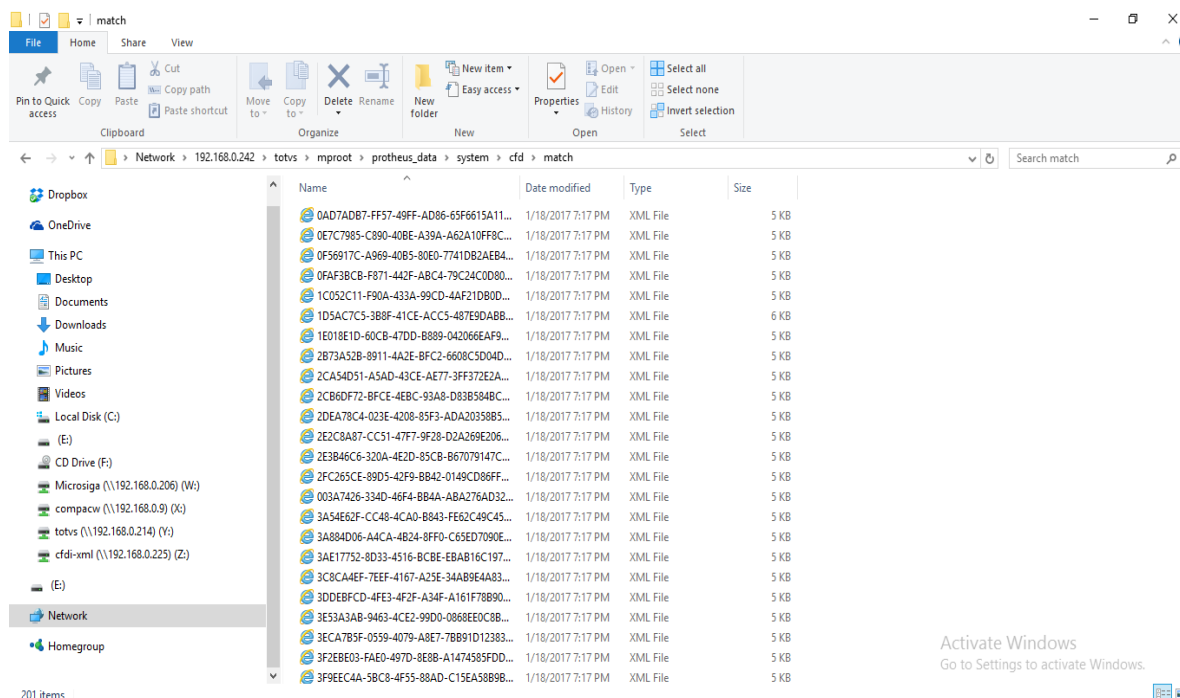 match
File Home Share View
Pin to Quick access
Copy
Paste
Cut
Copy path
Paste shortcut
Clipboard
Move to
Copy to
Delete
Rename
Organize
New folder
New item
Easy access
New
Properties
Open
Edit
History
Open
Select all
Select none
Invert selection
Select
Network > 192.168.0.242 > totvs > mproot > protheus_data > system > cfd > match
Search match
Dropbox
OneDrive
This PC
Desktop
Documents
Downloads
Music
Pictures
Videos
Local Disk (C:)
(E:)
CD Drive (F:)
Microsiga (\\192.168.0.206) (W:)
compacw (\\192.168.0.9) (X:)
totvs (\\192.168.0.214) (Y:)
cfdi-xml (\\192.168.0.225) (Z:)
(E:)
Network
Homegroup
Name Date modified Type Size
0AD7ADB7-FF57-49FF-AD86-65F6615A11... 1/18/2017 7:17 PM XML File 5 KB
0E7C7985-C890-40BE-A39A-A62A10FF8C... 1/18/2017 7:17 PM XML File 5 KB
0F56917C-A969-40B5-80E0-7741DB2AEB4... 1/18/2017 7:17 PM XML File 5 KB
0FAF3BCB-F871-442F-ABC4-79C24C0D80... 1/18/2017 7:17 PM XML File 5 KB
1C052C11-F90A-433A-99CD-4AF21DB0D... 1/18/2017 7:17 PM XML File 5 KB
1D5AC7C5-3B8F-41CE-ACC5-487E9DABB... 1/18/2017 7:17 PM XML File 6 KB
1E018E1D-60CB-47DD-B889-042066EAF9... 1/18/2017 7:17 PM XML File 5 KB
2B73A52B-8911-4A2E-BFC2-6608C5D04D... 1/18/2017 7:17 PM XML File 5 KB
2CA54D51-A5AD-43CE-AE77-3FF372E2A... 1/18/2017 7:17 PM XML File 5 KB
2CB6DF72-BFCE-4EBC-93A8-D83B584BC... 1/18/2017 7:17 PM XML File 5 KB
2DEA78C4-023E-4208-85F3-ADA20358B5... 1/18/2017 7:17 PM XML File 5 KB
2E2C8A87-CC51-47F7-9F28-D2A269E206... 1/18/2017 7:17 PM XML File 5 KB
2E3B46C6-320A-4E2D-85CB-B67079147C... 1/18/2017 7:17 PM XML File 5 KB
2FC265CE-89D5-42F9-BB42-0149CD86FF... 1/18/2017 7:17 PM XML File 5 KB
003A7426-334D-46F4-BB4A-ABA276AD32... 1/18/2017 7:17 PM XML File 5 KB
3A54E62F-CC48-4CA0-B843-FE62C49C45... 1/18/2017 7:17 PM XML File 5 KB
3A884D06-A4CA-4B24-8FF0-C65ED7090E... 1/18/2017 7:17 PM XML File 5 KB
3AE17752-8D33-4516-BCBE-EBAB16C197... 1/18/2017 7:17 PM XML File 5 KB
3C8CA4EF-7EEF-4167-A25E-34AB9E4A83... 1/18/2017 7:17 PM XML File 5 KB
3DDEBFCD-4FE3-4F2F-A34F-A161F78B90... 1/18/2017 7:17 PM XML File 5 KB
3E53A3AB-9463-4CE2-99D0-0868EE0C8B... 1/18/2017 7:17 PM XML File 5 KB
3ECA7B5F-0559-4079-A8E7-7BB91D12383... 1/18/2017 7:17 PM XML File 5 KB
3F2EBE03-FAE0-497D-8E8B-A1474585FDD... 1/18/2017 7:17 PM XML File 5 KB
3F9EEC4A-5BC8-4F55-88AD-C15EA58B9B... 1/18/2017 7:17 PM XML File 5 KB
Activate Windows
Go to Settings to activate Windows.
201 items